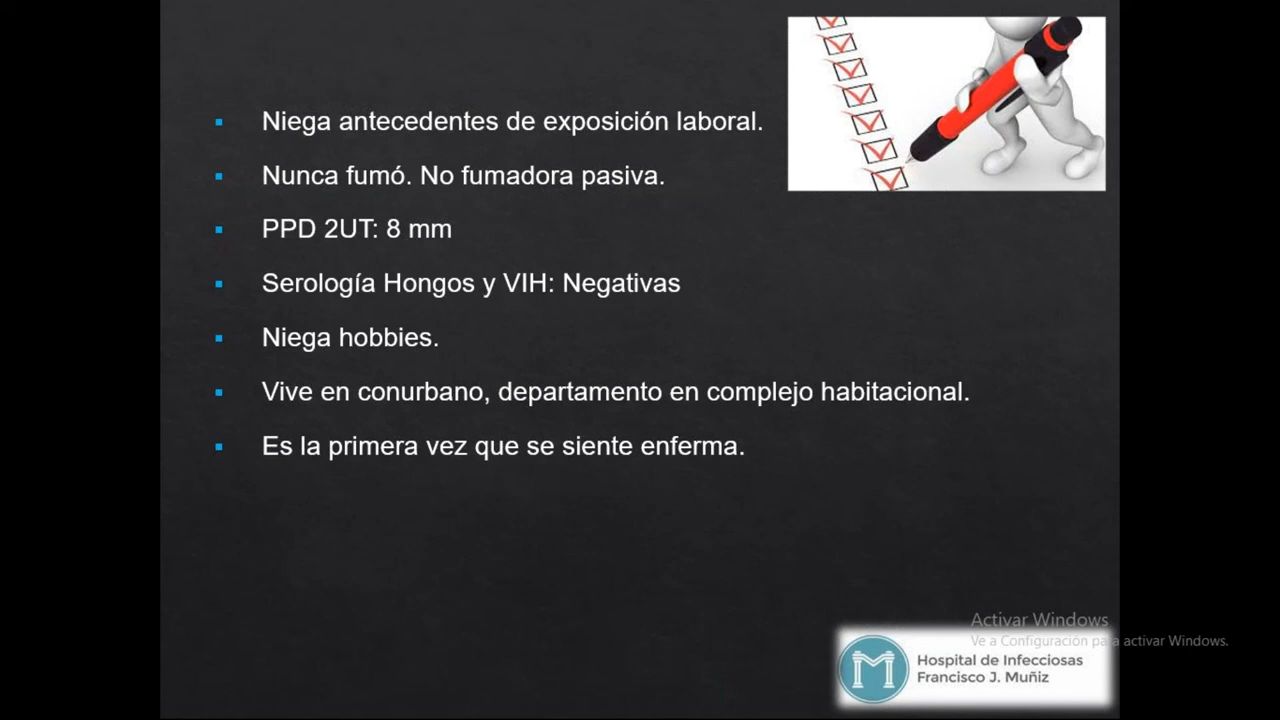 Niega antecedentes de exposición laboral.
Nunca fumó. No fumadora pasiva.
PPD 2UT: 8 mm
Serología Hongos y VIH: Negativas
Niega hobbies.
Vive en conurbano, departamento en complejo habitacional.
Es la primera vez que se siente enferma.
Activar Windows
Ve a Configuración para activar Windows.
Hospital de Infecciosas
Francisco J. Muñiz